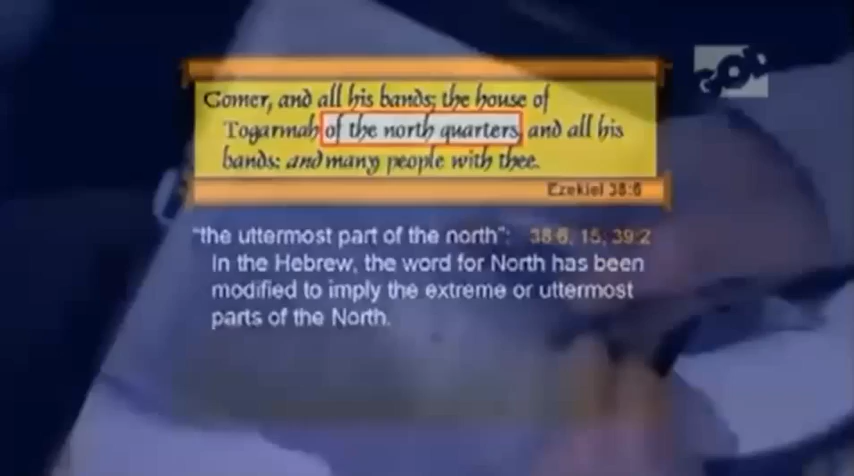 GOD
Gomer, and all his bands; the house of
Togarmah of the north quarters, and all his
bands: and many people with thee.
Ezekiel 38:6
"the uttermost part of the north": 38:6, 15; 39:2
In the Hebrew, the word for North has been
modified to imply the extreme or uttermost
parts of the North.